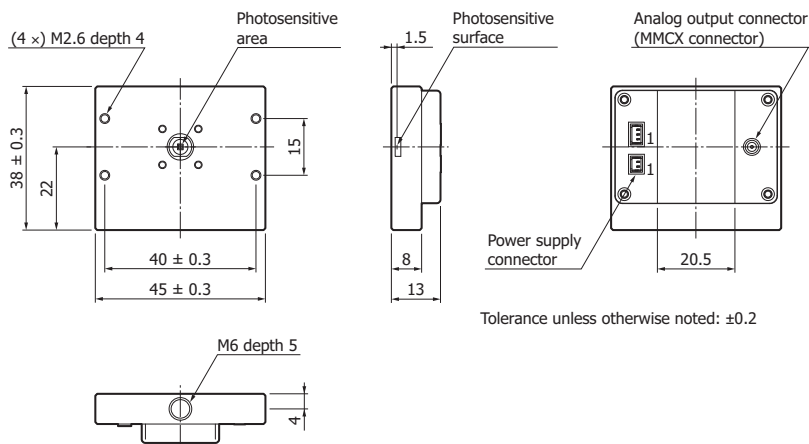 (4 ×) M2.6 depth 4
Photosensitive
area
Photosensitive
surface
Analog output connector
(MMCX connector)
1.5
38 ± 0.3
22
15
1
1
40 ± 0.3
45 ± 0.3
8
13
Power supply
connector
20.5
Tolerance unless otherwise noted: ±0.2
M6 depth 5
4